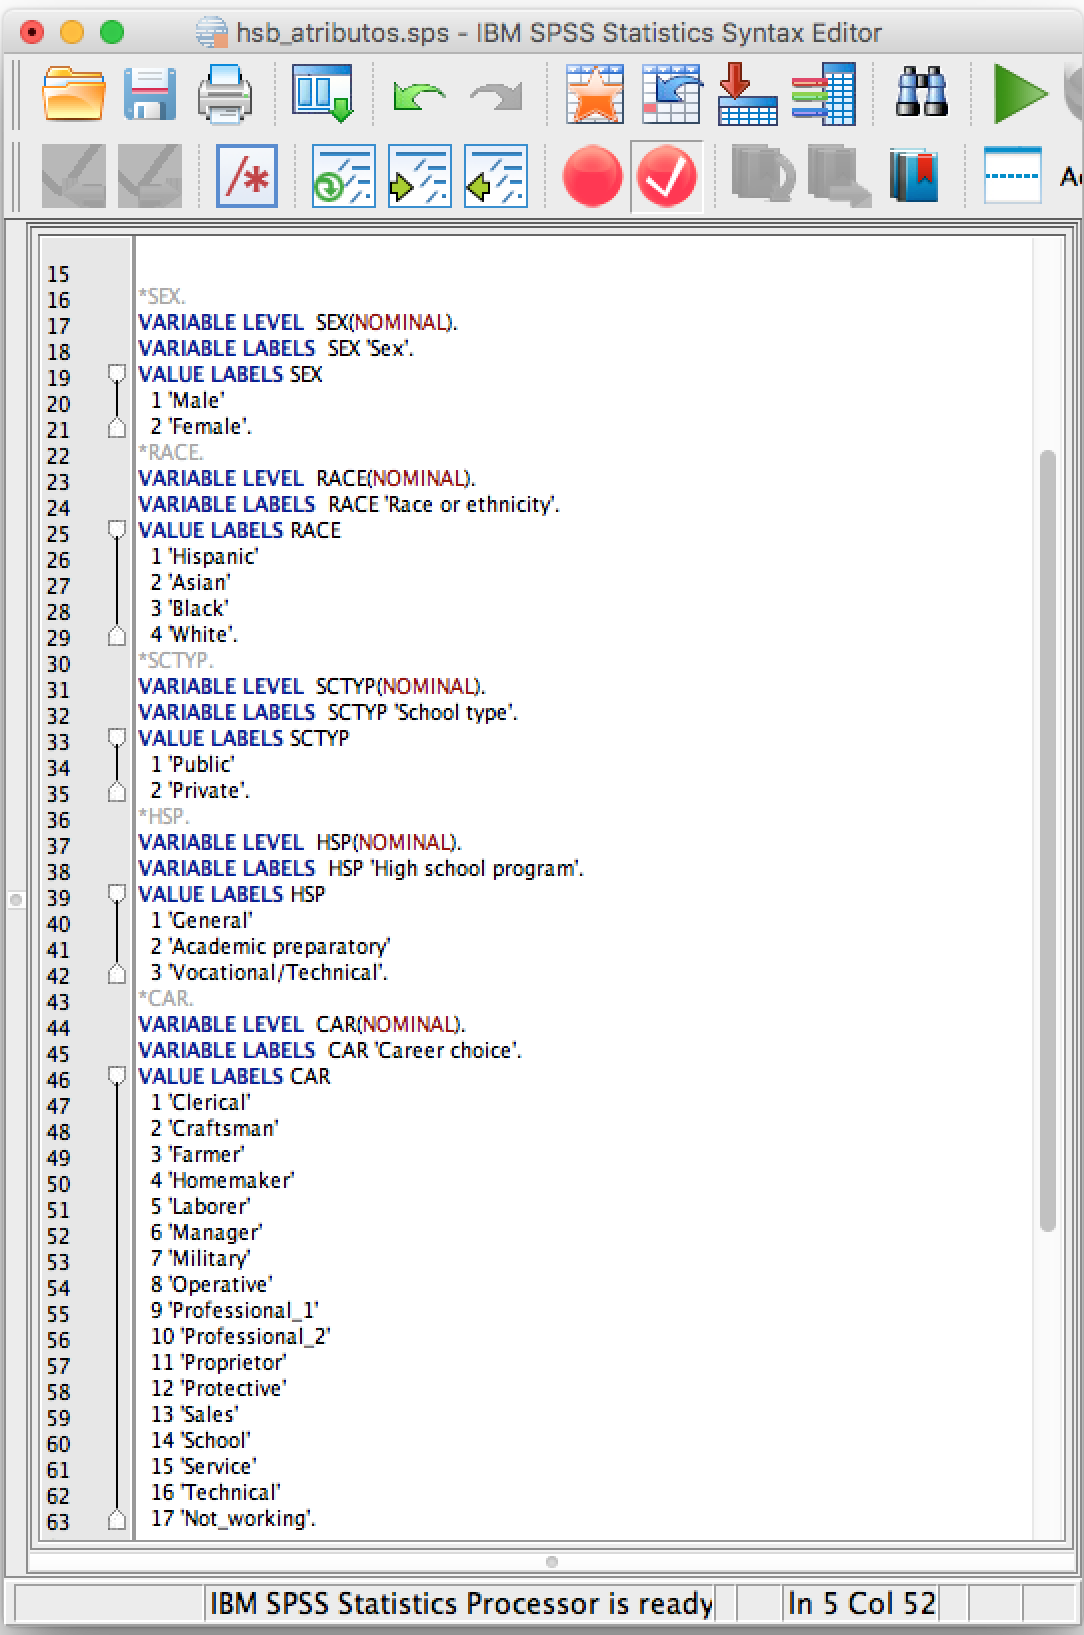 hsb_atributos.sps - IBM SPSS Statistics Syntax Editor
/*
15
16 *SEX.
17 VARIABLE LEVEL  SEX(NOMINAL).
18 VARIABLE LABELS  SEX 'Sex'.
19 VALUE LABELS SEX
20 1 'Male'
21 2 'Female'.
22 *RACE.
23 VARIABLE LEVEL  RACE(NOMINAL).
24 VARIABLE LABELS  RACE 'Race or ethnicity'.
25 VALUE LABELS RACE
26 1 'Hispanic'
27 2 'Asian'
28 3 'Black'
29 4 'White'.
30 *SCTYP.
31 VARIABLE LEVEL  SCTYP(NOMINAL).
32 VARIABLE LABELS  SCTYP 'School type'.
33 VALUE LABELS SCTYP
34 1 'Public'
35 2 'Private'.
36 *HSP.
37 VARIABLE LEVEL  HSP(NOMINAL).
38 VARIABLE LABELS  HSP 'High school program'.
39 VALUE LABELS HSP
40 1 'General'
41 2 'Academic preparatory'
42 3 'Vocational/Technical'.
43 *CAR.
44 VARIABLE LEVEL  CAR(NOMINAL).
45 VARIABLE LABELS  CAR 'Career choice'.
46 VALUE LABELS CAR
47 1 'Clerical'
48 2 'Craftsman'
49 3 'Farmer'
50 4 'Homemaker'
51 5 'Laborer'
52 6 'Manager'
53 7 'Military'
54 8 'Operative'
55 9 'Professional_1'
56 10 'Professional_2'
57 11 'Proprietor'
58 12 'Protective'
59 13 'Sales'
60 14 'School'
61 15 'Service'
62 16 'Technical'
63 17 'Not_working'.
IBM SPSS Statistics Processor is ready In 5 Col 52